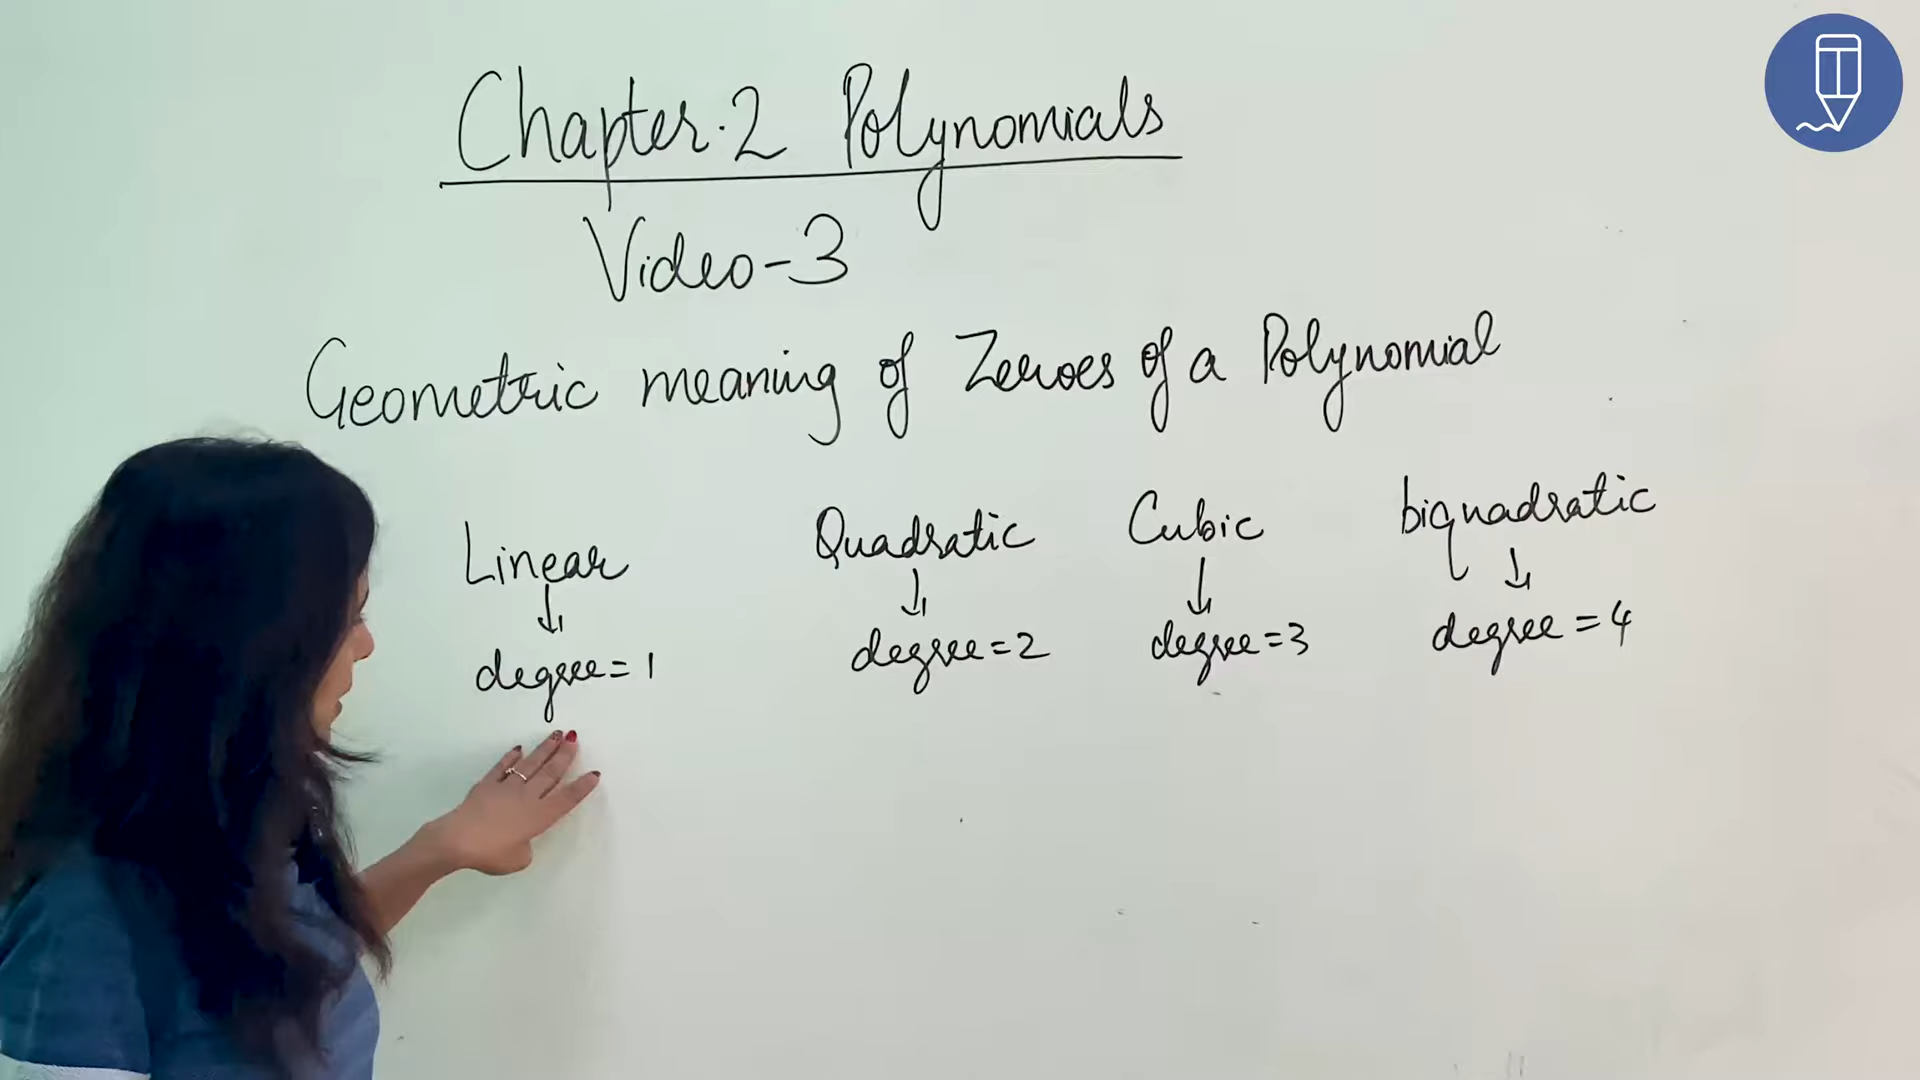 Chapter.2 Polynomials
Video-3
Geometric meaning of Zeroes of a Polynomial
Linear Quadratic Cubic biquadratic
↓ ↓ ↓ ↓
degree=1 degree=2 degree=3 degree=4